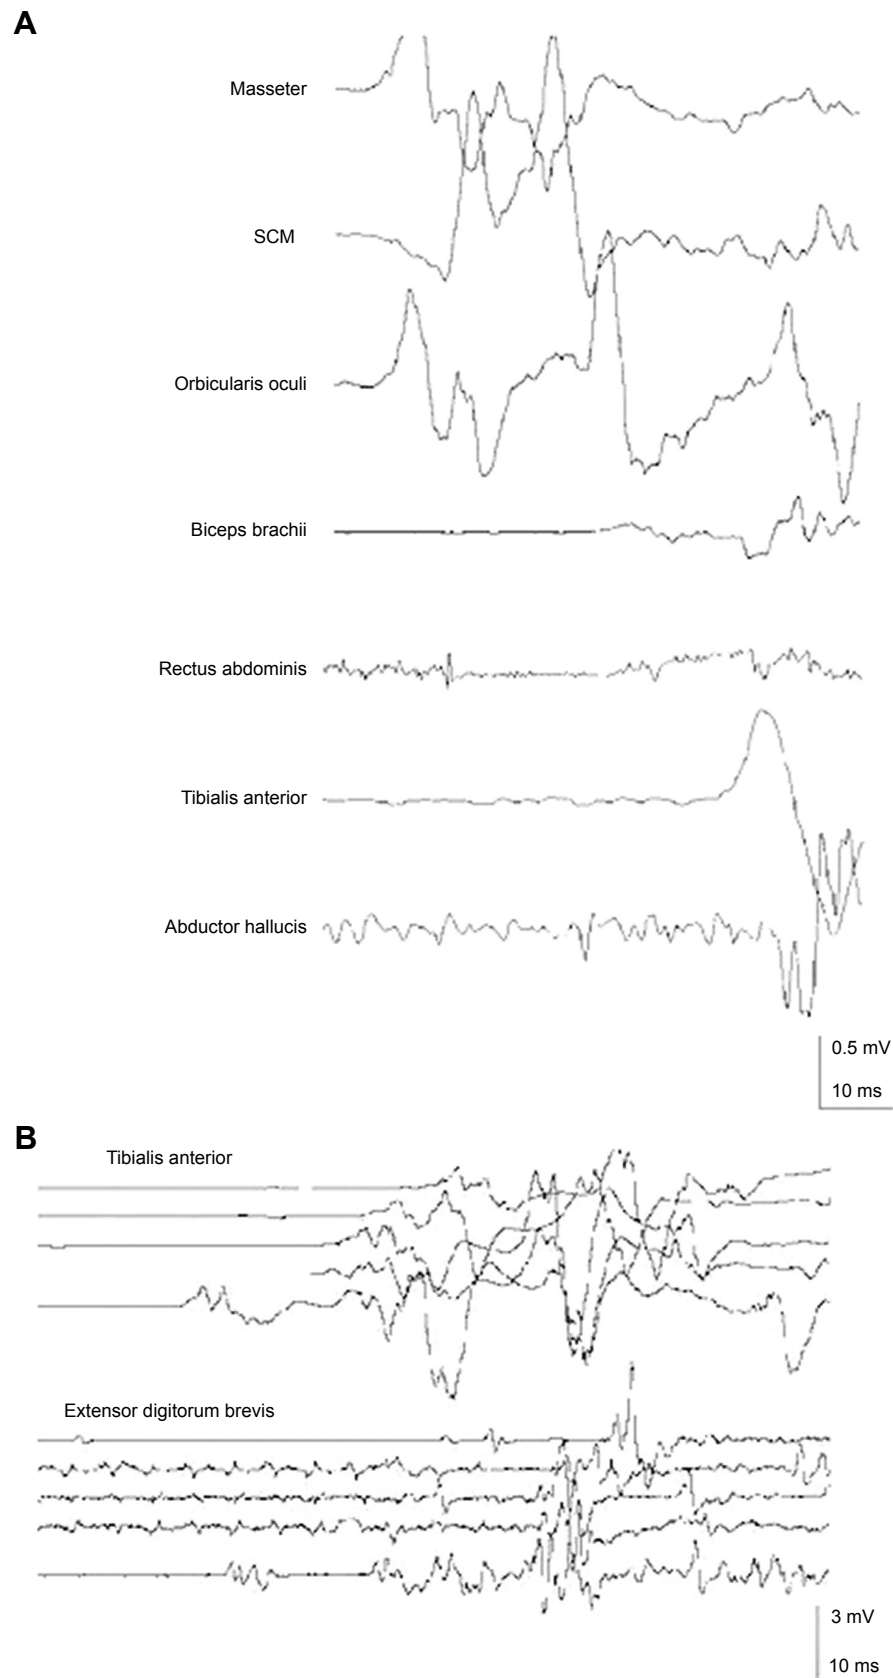 A
Masseter
SCM
Orbicularis oculi
Biceps brachii
Rectus abdominis
Tibialis anterior
Abductor hallucis
0.5 mV
10 ms
B
Tibialis anterior
Extensor digitorum brevis
3 mV
10 ms